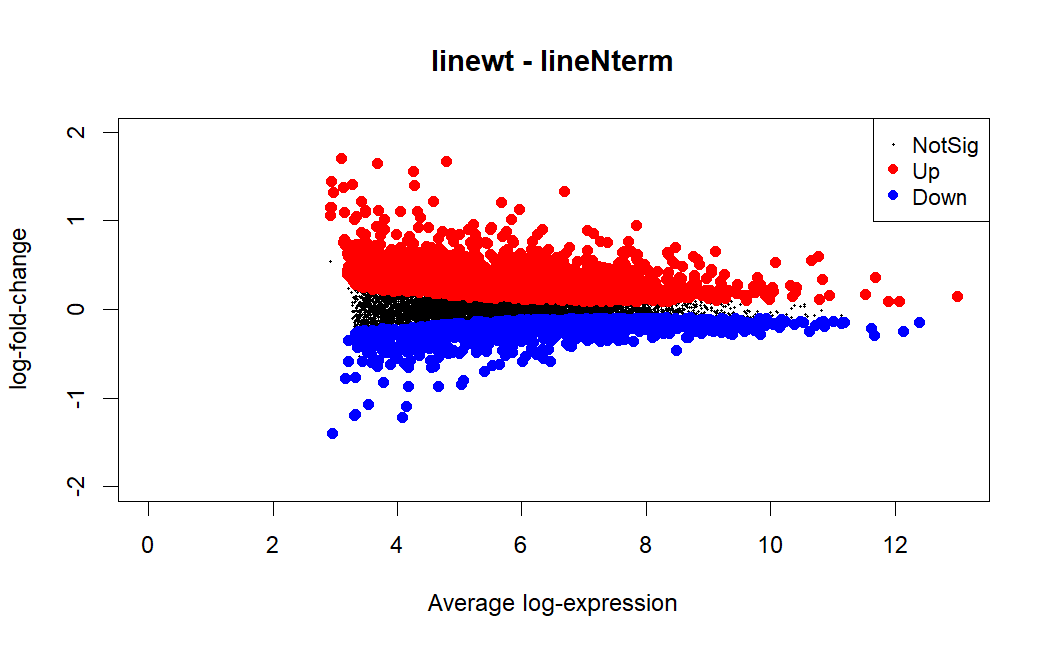 linewt - lineNterm
NotSig
Up
Down
2
1
0
-1
-2
log-fold-change
0 2 4 6 8 10 12
Average log-expression